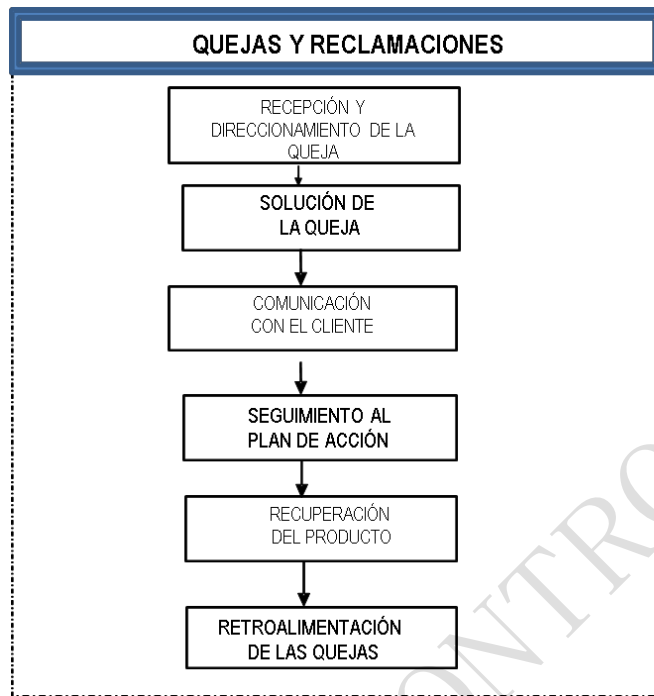 QUEJAS Y RECLAMACIONES
RECEPCIÓN Y
DIRECCIONAMIENTO DE LA
QUEJA
SOLUCIÓN DE
LA QUEJA
COMUNICACIÓN
CON EL CLIENTE
SEGUIMIENTO AL
PLAN DE ACCIÓN
RECUPERACIÓN
DEL PRODUCTO
RETROALIMENTACIÓN
DE LAS QUEJAS